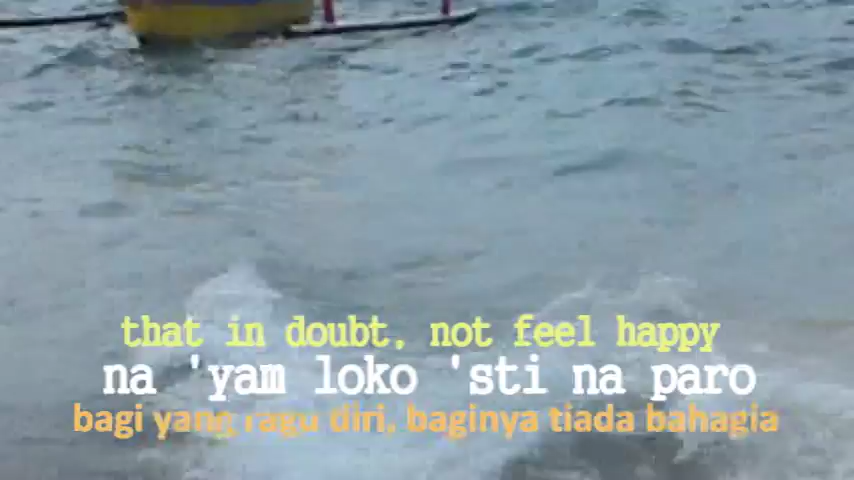 that in doubt, not feel happy
na 'yam loko 'sti na paro
bagi yang ragu diri, baginya tiada bahagia